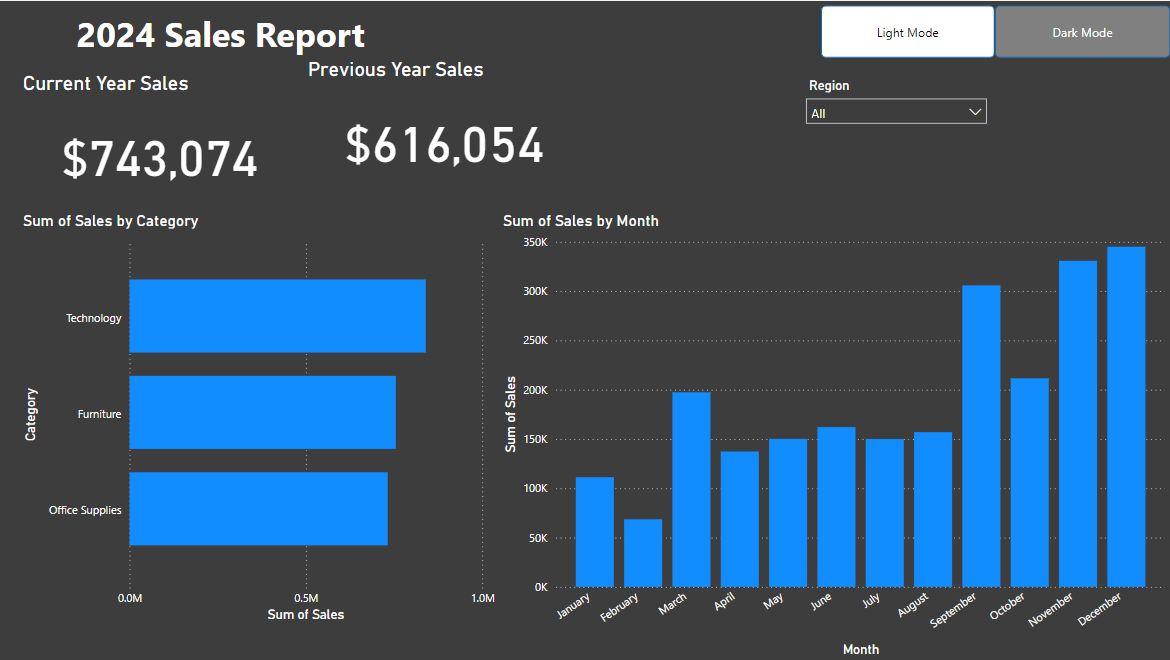 2024 Sales Report
Light Mode
Dark Mode
Current Year Sales
Previous Year Sales
$743,074
$616,054
Region
All
Sum of Sales by Category
Category
Technology
Furniture
Office Supplies
0.0M
0.5M
1.0M
Sum of Sales
Sum of Sales by Month
Sum of Sales
350K
300K
250K
200K
150K
100K
50K
0K
January
February
March
April
May
June
July
August
September
October
November
December
Month